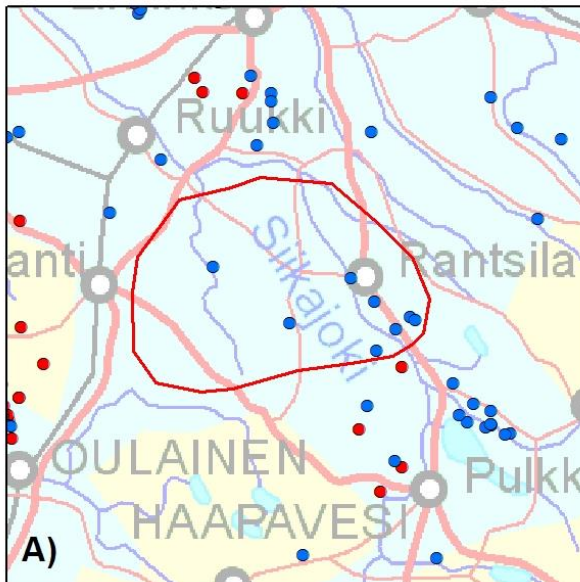 Ruukki
Siikajoki
anti
Rantsila
OULAINEN
Pulkk
HAAPAVESI
A)